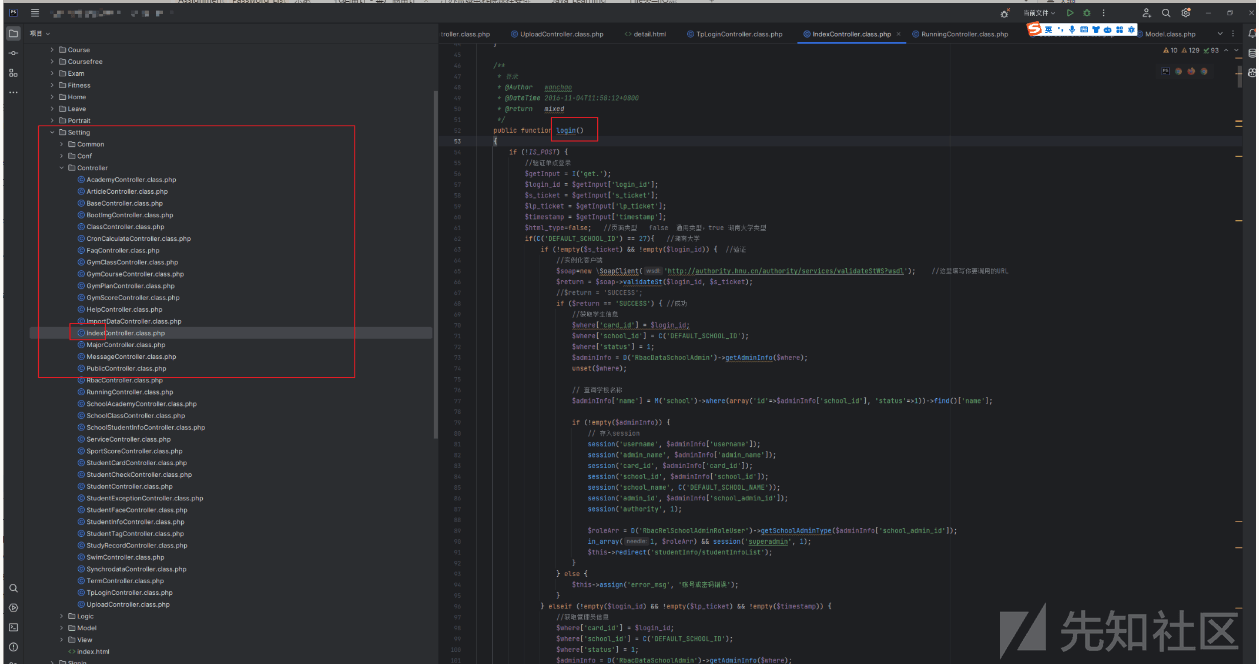 当前文件
项目
roller.class.php
UploadController.class.php
detail.html
TpLoginController.class.php
IndexController.class.php
RunningController.class.php
Model.class.php
英
10 129 93
Course
Coursefree
Exam
Fitness
Home
Leave
Portrait
Setting
Common
Conf
Controller
AcademyController.class.php
ArticleController.class.php
BaseController.class.php
BootImgController.class.php
ClassController.class.php
CronCalculateController.class.php
FaqController.class.php
GymClassController.class.php
GymCourseController.class.php
GymPlanController.class.php
GymScoreController.class.php
HelpController.class.php
ImportDataController.class.php
IndexController.class.php
MajorController.class.php
MessageController.class.php
PublicController.class.php
RbacController.class.php
RunningController.class.php
SchoolAcademyController.class.php
SchoolClassController.class.php
SchoolStudentInfoController.class.php
ServiceController.class.php
SportScoreController.class.php
StudentCardController.class.php
StudentCheckController.class.php
StudentController.class.php
StudentExceptionController.class.php
StudentFaceController.class.php
StudentInfoController.class.php
StudentTagController.class.php
StudyRecordController.class.php
SwimController.class.php
SynchrodataController.class.php
TermController.class.php
TpLoginController.class.php
UploadController.class.php
Logic
Model
View
index.html
/**
* 登录
* @Author
* @DateTime 2016-11-04T11:58:12+0800
* @return mixed
*/
public function login()
{
if (!IS_POST) {
//验证单点登录
$getInput = I('get.');
$login_id = $getInput['login_id'];
$s_ticket = $getInput['s_ticket'];
$lp_ticket = $getInput['lp_ticket'];
$timestamp = $getInput['timestamp'];
$html_type=false; //页面类型 false 通用类型；true 湖南大学类型
if(C('DEFAULT_SCHOOL_ID') == 27){ //湖南大学
if (!empty($s_ticket) && !empty($login_id)) { //验证
//实例化客户端
$soap=new \SoapClient( wsdl: 'http://authority.hnu.cn/authority/services/validateStWS?wsdl'); //这里填写你要调用的URL
$return = $soap->validateSt($login_id, $s_ticket);
//$return = 'SUCCESS';
if ($return == 'SUCCESS') { //成功
//获取学生信息
$where['card_id'] = $login_id;
$where['school_id'] = C('DEFAULT_SCHOOL_ID');
$where['status'] = 1;
$adminInfo = D('RbacDataSchoolAdmin')->getAdminInfo($where);
unset($where);
// 查询学校名称
$adminInfo['name'] = M('school')->where(array('id'=>$adminInfo['school_id'], 'status'=>1))->find()['name'];
if (!empty($adminInfo)) {
// 存入session
session('username', $adminInfo['username']);
session('admin_name', $adminInfo['admin_name']);
session('card_id', $adminInfo['card_id']);
session('school_id', $adminInfo['school_id']);
session('school_name', C('DEFAULT_SCHOOL_NAME'));
session('admin_id', $adminInfo['school_admin_id']);
session('authority', 1);
$roleArr = D('RbacRelSchoolAdminRoleUser')->getSchoolAdminType($adminInfo['school_admin_id']);
in_array( needle: 1, $roleArr) && session('superadmin', 1);
$this->redirect('studentInfo/studentInfoList');
}
} else {
$this->assign('error_msg', '账号或密码错误');
}
} elseif (!empty($login_id) && !empty($lp_ticket) && !empty($timestamp)) {
//获取管理员信息
$where['card_id'] = $login_id;
$where['school_id'] = C('DEFAULT_SCHOOL_ID');
$where['status'] = 1;
$adminInfo = D('RbacDataSchoolAdmin')->getAdminInfo($where);
先知社区